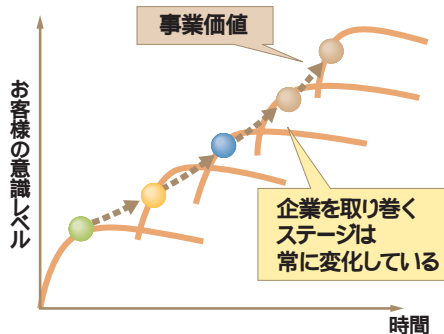 事業価値
お客様の意識レベル
企業を取り巻く
ステージは
常に変化している
時間